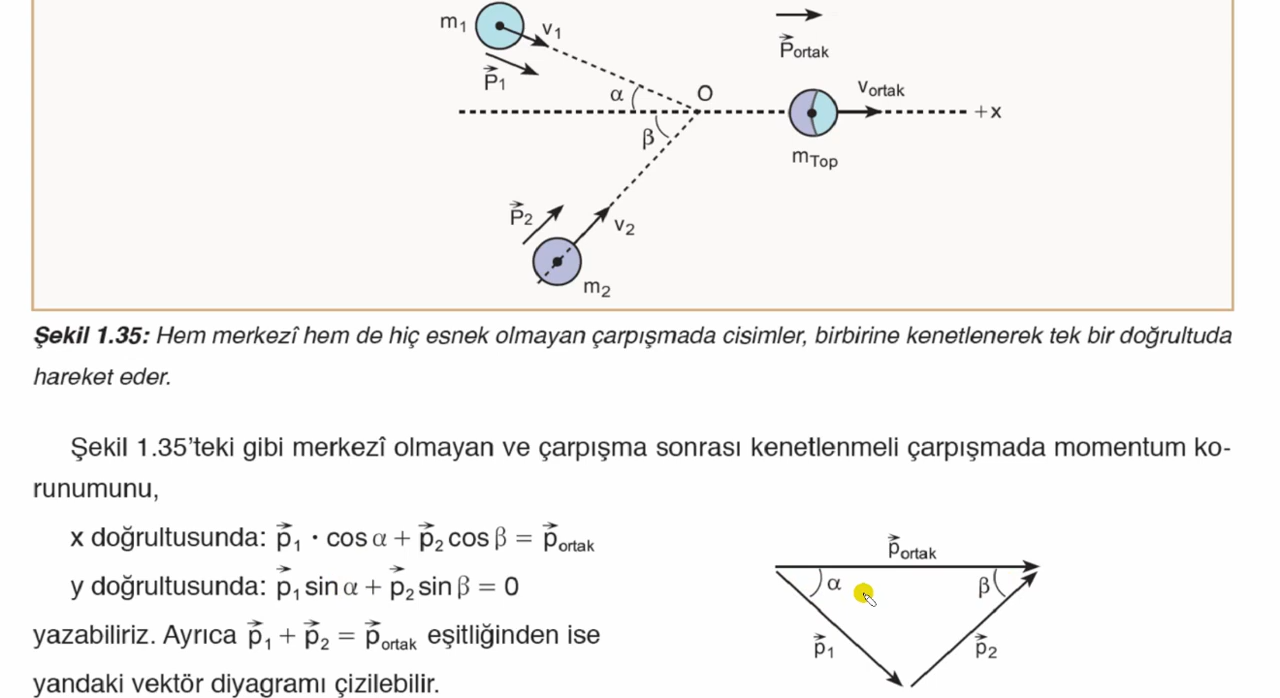 m₁
v₁
P⃗₁
α
O
P⃗ortak
vortak
+x
β
mTop
P⃗₂
v₂
m₂
Şekil 1.35: Hem merkezî hem de hiç esnek olmayan çarpışmada cisimler, birbirine kenetlenerek tek bir doğrultuda
hareket eder.
Şekil 1.35’teki gibi merkezî olmayan ve çarpışma sonrası kenetlenmeli çarpışmada momentum ko-
runumunu,
x doğrultusunda: p⃗₁ · cos α + p⃗₂ cos β = p⃗ortak
y doğrultusunda: p⃗₁ sin α + p⃗₂ sin β = 0
yazabiliriz. Ayrıca p⃗₁ + p⃗₂ = p⃗ortak eşitliğinden ise
yandaki vektör diyagramı çizilebilir.
p⃗ortak
α
β
p⃗₁
p⃗₂